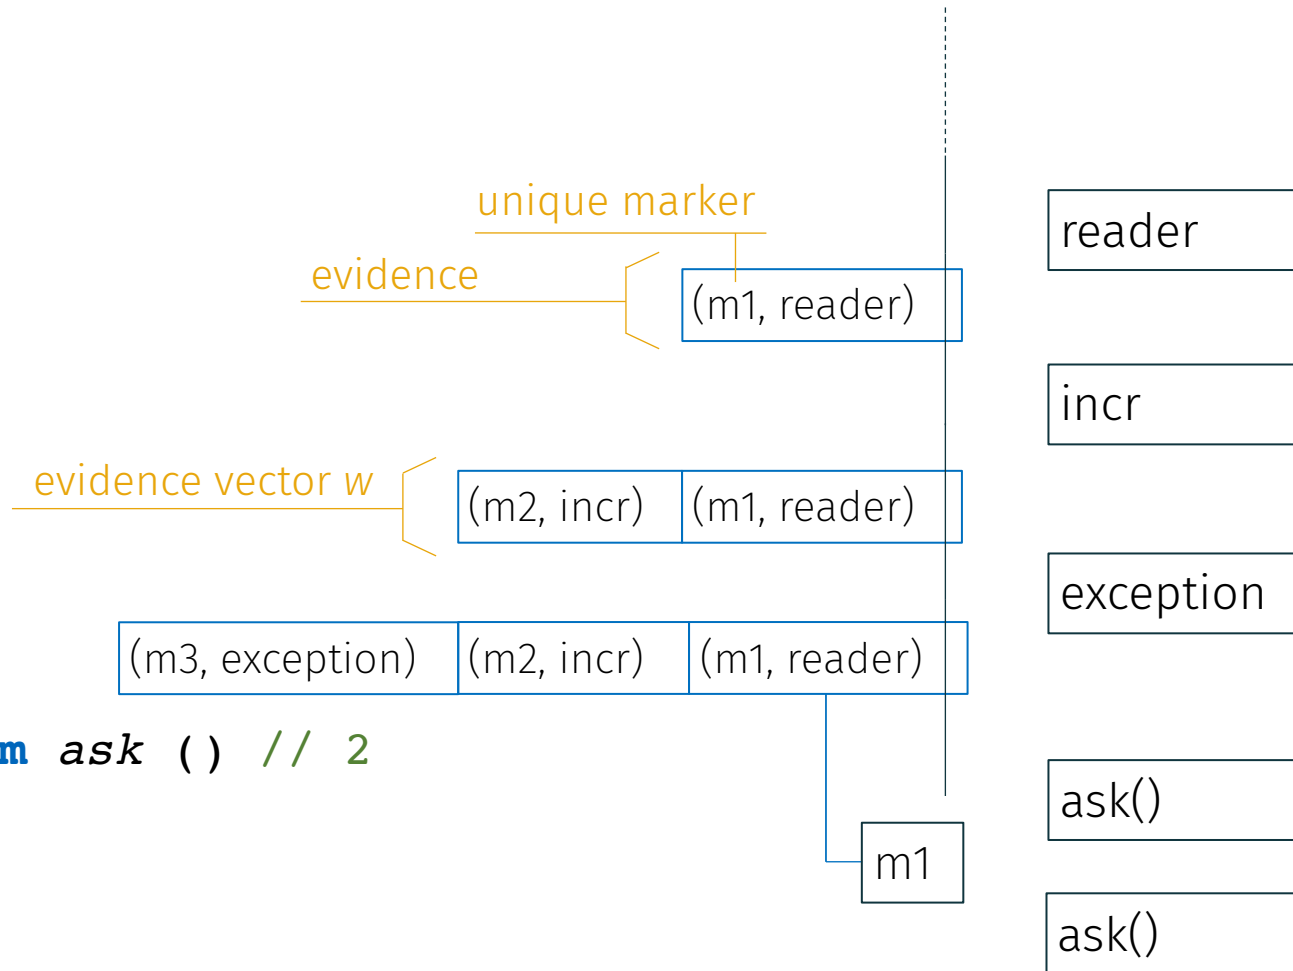 unique marker
reader
evidence
(m1, reader)
incr
evidence vector w
(m2, incr) (m1, reader)
exception
(m3, exception) (m2, incr) (m1, reader)
m ask () // 2
ask()
m1
ask()